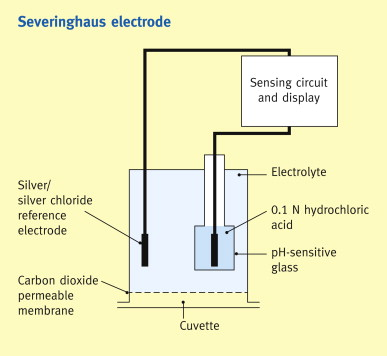 Severinghaus electrode
Sensing circuit
and display
Electrolyte
Silver/
silver chloride
reference
electrode
0.1 N hydrochloric
acid
pH-sensitive
glass
Carbon dioxide
permeable
membrane
Cuvette